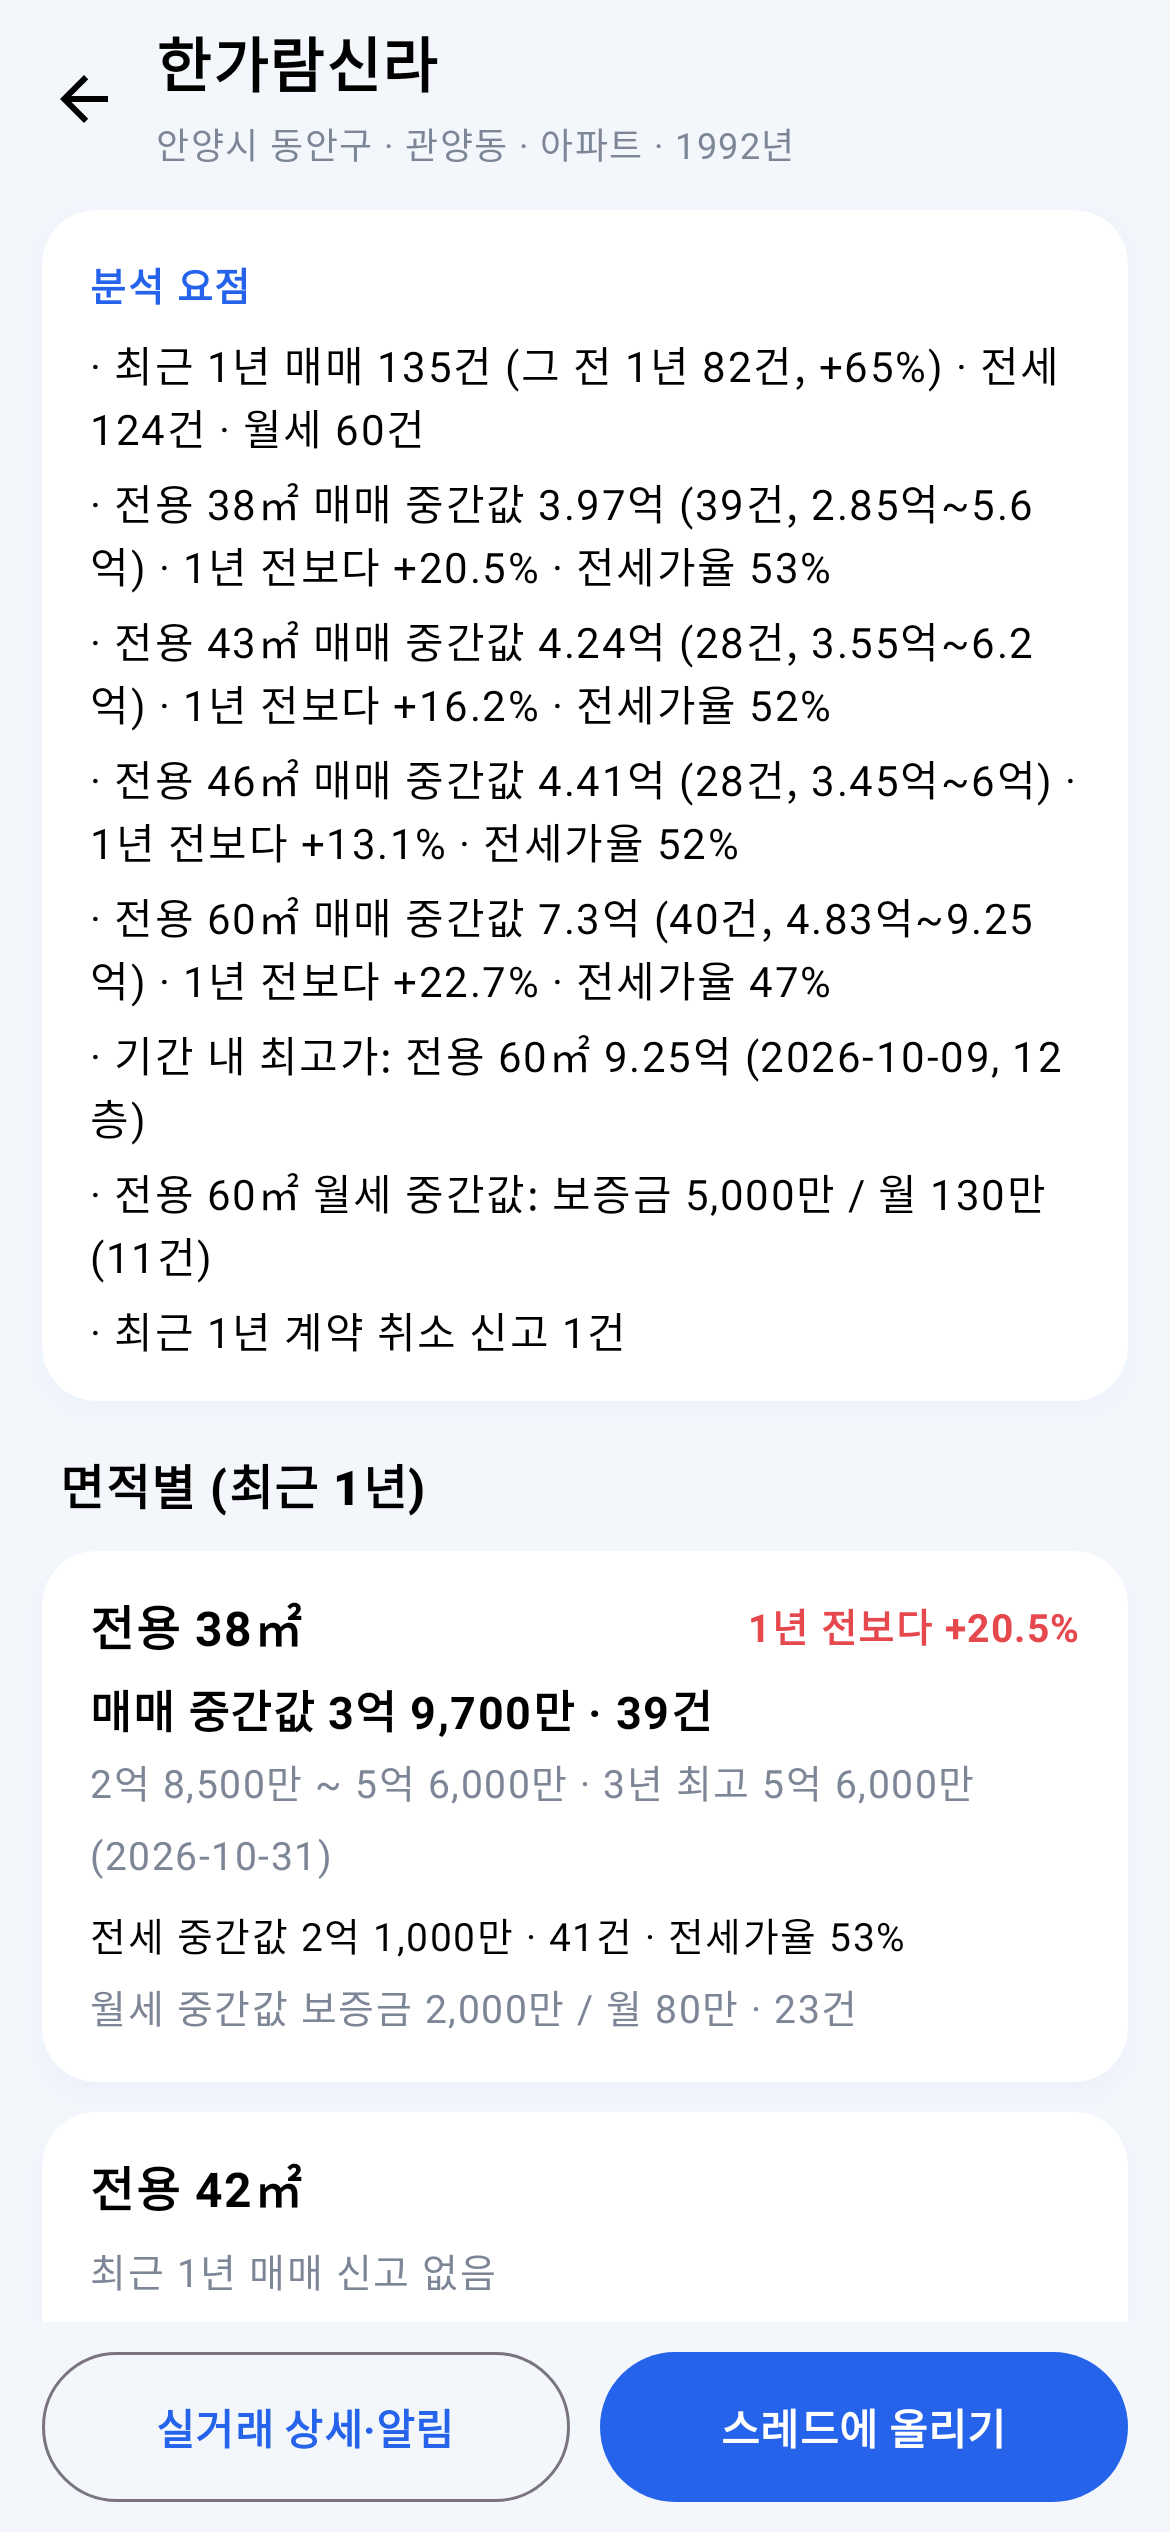 한가람신라
안양시 동안구 · 관양동 · 아파트 · 1992년
분석 요점
· 최근 1년 매매 135건 (그 전 1년 82건, +65%) · 전세
124건 · 월세 60건
· 전용 38㎡ 매매 중간값 3.97억 (39건, 2.85억~5.6
억) · 1년 전보다 +20.5% · 전세가율 53%
· 전용 43㎡ 매매 중간값 4.24억 (28건, 3.55억~6.2
억) · 1년 전보다 +16.2% · 전세가율 52%
· 전용 46㎡ 매매 중간값 4.41억 (28건, 3.45억~6억) ·
1년 전보다 +13.1% · 전세가율 52%
· 전용 60㎡ 매매 중간값 7.3억 (40건, 4.83억~9.25
억) · 1년 전보다 +22.7% · 전세가율 47%
· 기간 내 최고가: 전용 60㎡ 9.25억 (2026-10-09, 12
층)
· 전용 60㎡ 월세 중간값: 보증금 5,000만 / 월 130만
(11건)
· 최근 1년 계약 취소 신고 1건
면적별 (최근 1년)
전용 38㎡
1년 전보다 +20.5%
매매 중간값 3억 9,700만 · 39건
2억 8,500만 ~ 5억 6,000만 · 3년 최고 5억 6,000만
(2026-10-31)
전세 중간값 2억 1,000만 · 41건 · 전세가율 53%
월세 중간값 보증금 2,000만 / 월 80만 · 23건
전용 42㎡
최근 1년 매매 신고 없음
실거래 상세·알림
스레드에 올리기